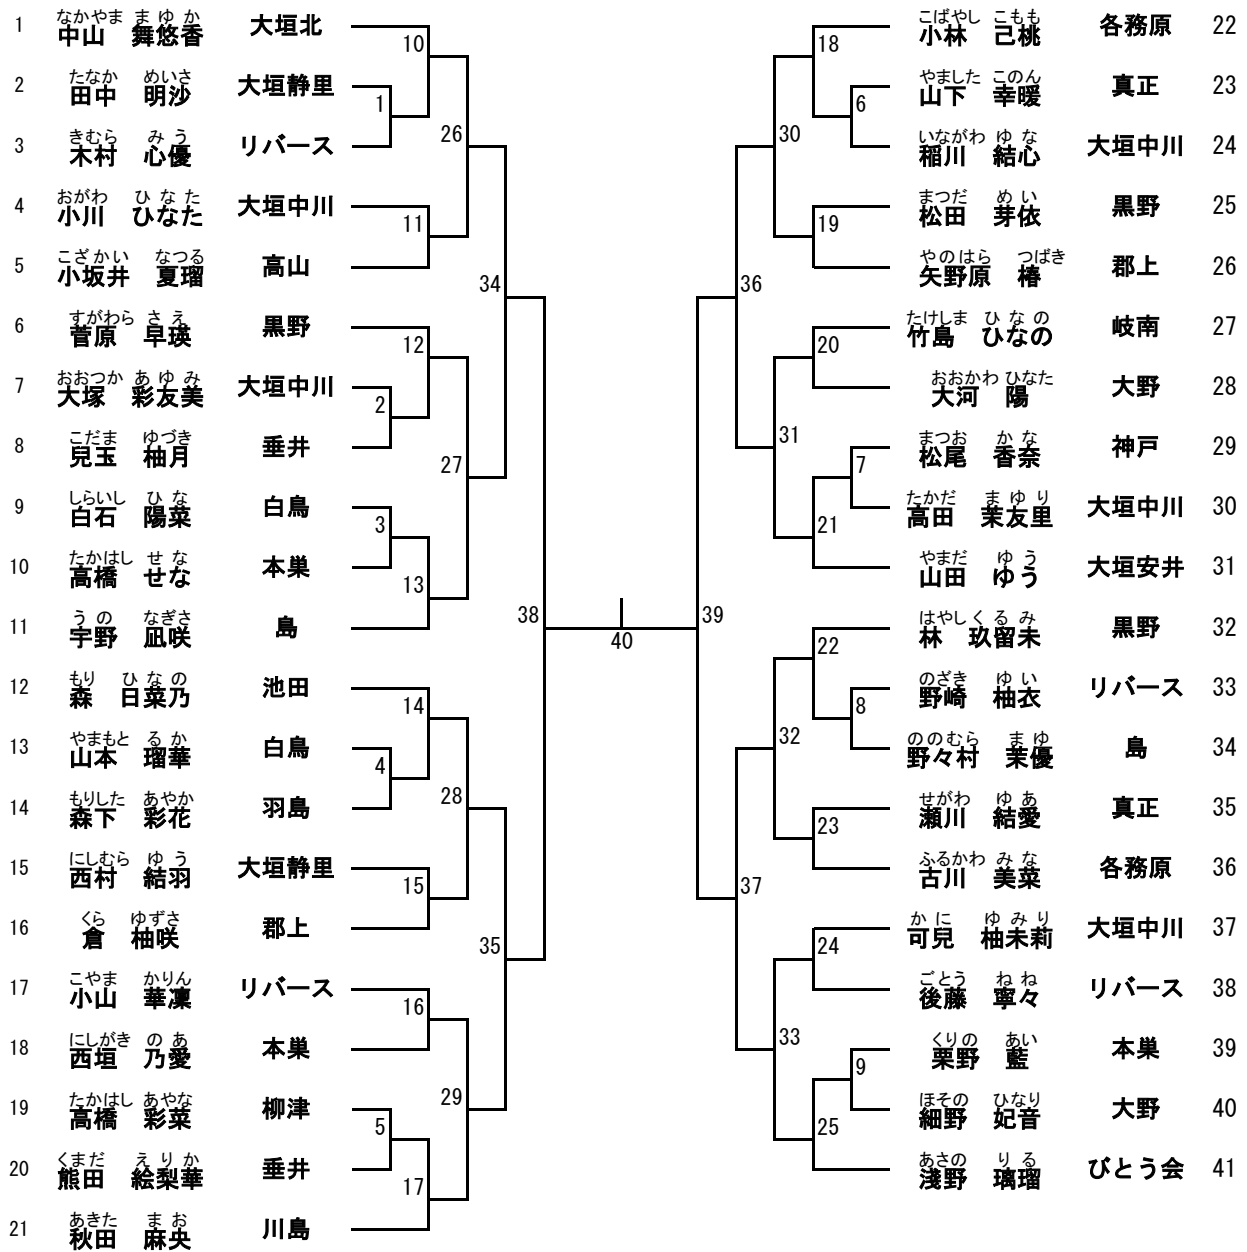 なかやま まゆか
1 中山 舞悠香 大垣北
たなか めいさ
2 田中 明沙 大垣静里
きむら みう
3 木村 心優 リバース
おがわ ひなた
4 小川 ひなた 大垣中川
こざかい なつる
5 小坂井 夏瑠 高山
すがわら さえ
6 菅原 早瑛 黒野
おおつか あゆみ
7 大塚 彩友美 大垣中川
こだま ゆづき
8 兒玉 柚月 垂井
しらいし ひな
9 白石 陽菜 白鳥
たかはし せな
10 高橋 せな 本巣
うの なぎさ
11 宇野 凪咲 島
もり ひなの
12 森 日菜乃 池田
やまもと るか
13 山本 瑠華 白鳥
もりした あやか
14 森下 彩花 羽島
にしむら ゆう
15 西村 結羽 大垣静里
くら ゆずさ
16 倉 柚咲 郡上
こやま かりん
17 小山 華凜 リバース
にしがき のあ
18 西垣 乃愛 本巣
たかはし あやな
19 高橋 彩菜 柳津
くまだ えりか
20 熊田 絵梨華 垂井
あきた まお
21 秋田 麻央 川島
10
1
26
11
34
12
2
27
3
13
38
14
4
28
15
35
16
29
5
17
40
18
6
30
19
36
20
31
7
21
39
22
8
32
23
37
24
33
9
25
こばやし こもも
小林 己桃 各務原 22
やました このん
山下 幸暖 真正 23
いながわ ゆな
稲川 結心 大垣中川 24
まつだ めい
松田 芽依 黒野 25
やのはら つばき
矢野原 椿 郡上 26
たけしま ひなの
竹島 ひなの 岐南 27
おおかわ ひなた
大河 陽 大野 28
まつお かな
松尾 香奈 神戸 29
たかだ まゆり
高田 茉友里 大垣中川 30
やまだ ゆう
山田 ゆう 大垣安井 31
はやし くるみ
林 玖留未 黒野 32
のざき ゆい
野崎 柚衣 リバース 33
ののむら まゆ
野々村 茉優 島 34
せがわ ゆあ
瀬川 結愛 真正 35
ふるかわ みな
古川 美菜 各務原 36
かに ゆみり
可兒 柚未莉 大垣中川 37
ごとう ねね
後藤 寧々 リバース 38
くりの あい
栗野 藍 本巣 39
ほその ひなり
細野 妃音 大野 40
あさの りる
淺野 璃瑠 びとう会 41